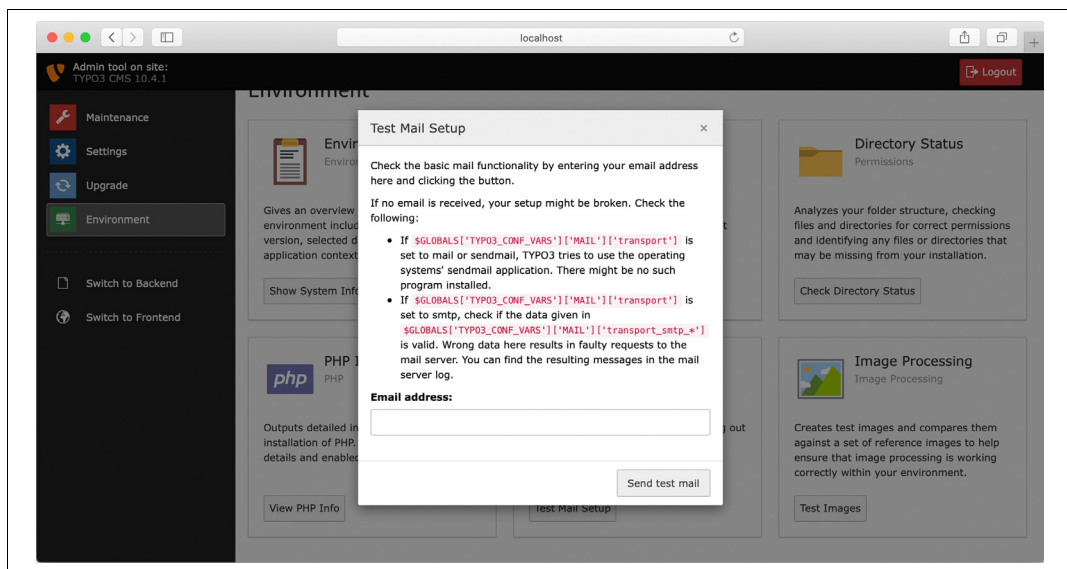 localhost
Admin tool on site:
TYPO3 CMS 10.4.1
Logout
Maintenance
Settings
Upgrade
Environment
Switch to Backend
Switch to Frontend
Environment
Environ
Gives an overview
environment includ
version, selected d
application context
Show System Info
Directory Status
Permissions
Analyzes your folder structure, checking
files and directories for correct permissions
and identifying any files or directories that
may be missing from your installation.
Check Directory Status
PHP I
php
PHP
Outputs detailed in
installation of PHP.
details and enabled
View PHP Info
g out
Test Mail Setup
Image Processing
Image Processing
Creates test images and compares them
against a set of reference images to help
ensure that image processing is working
correctly within your environment.
Test Images
Test Mail Setup
×
Check the basic mail functionality by entering your email address
here and clicking the button.
If no email is received, your setup might be broken. Check the
following:
• If $GLOBALS['TYPO3_CONF_VARS']['MAIL']['transport'] is
set to mail or sendmail, TYPO3 tries to use the operating
systems' sendmail application. There might be no such
program installed.
• If $GLOBALS['TYPO3_CONF_VARS']['MAIL']['transport'] is
set to smtp, check if the data given in
$GLOBALS['TYPO3_CONF_VARS']['MAIL']['transport_smtp_*']
is valid. Wrong data here results in faulty requests to the
mail server. You can find the resulting messages in the mail
server log.
Email address:
Send test mail